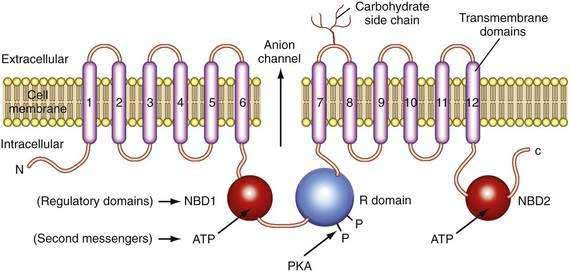 Carbohydrate
side chain
Transmembrane
domains
Extracellular
Anion
channel
Cell
membrane
1 2 3 4 5 6 7 8 9 10 11 12
Intracellular
N
c
(Regulatory domains) NBD1
R domain
NBD2
P
P
(Second messengers) ATP
ATP
PKA